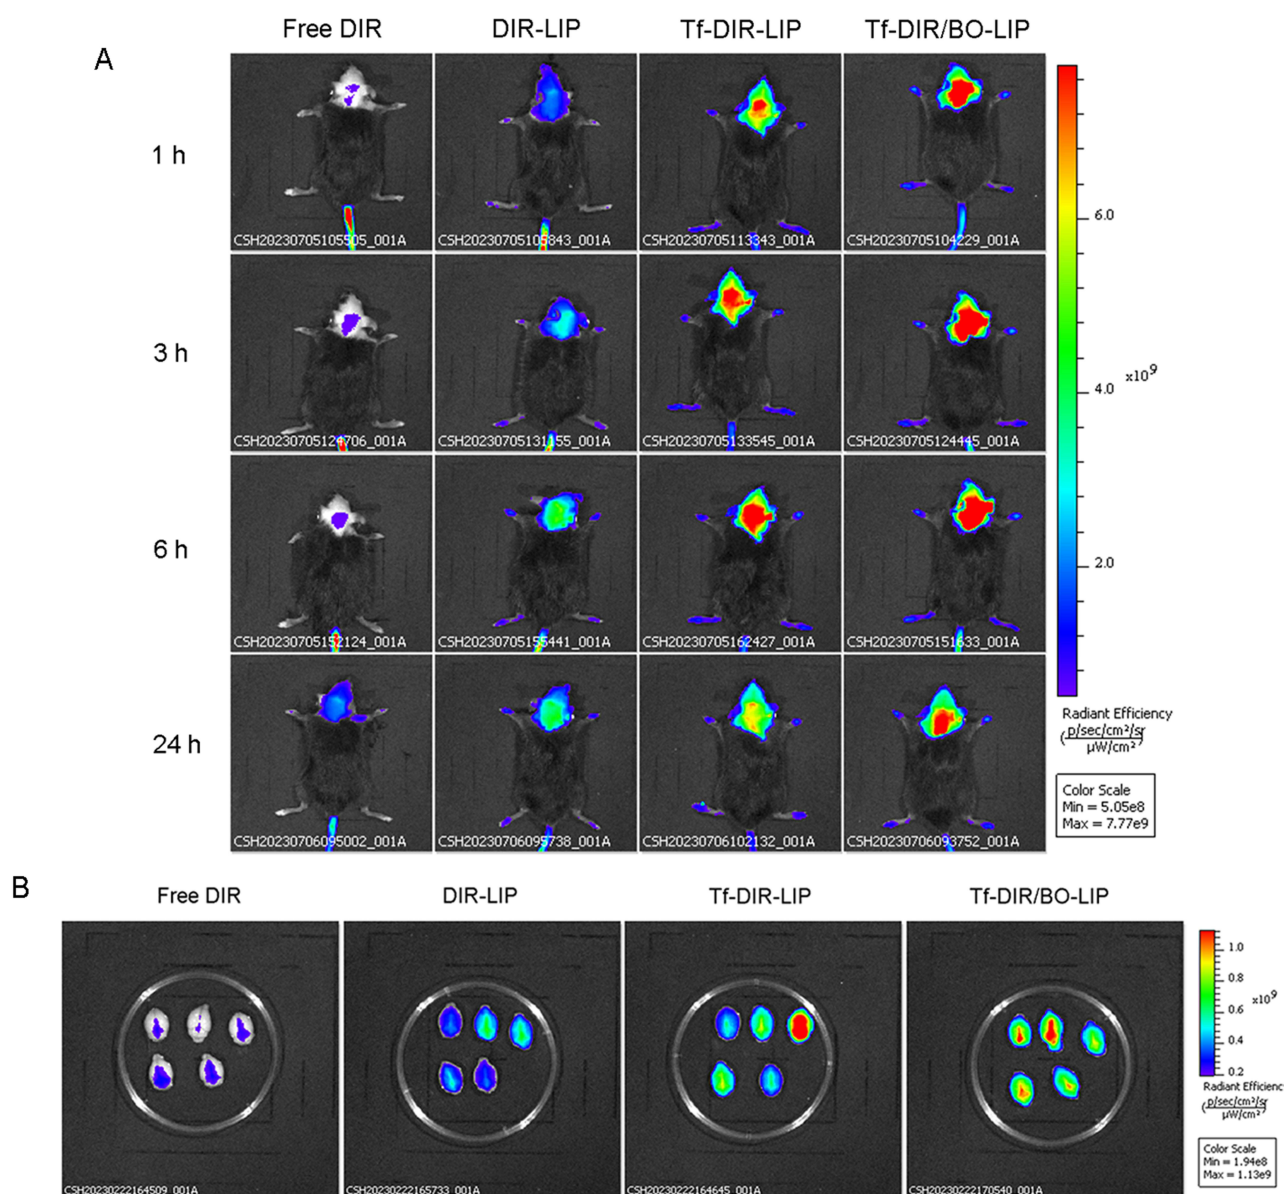 A
Free DIR
DIR-LIP
Tf-DIR-LIP
Tf-DIR/BO-LIP
1 h
CSH20230705105505_001A
CSH20230705105843_001A
CSH20230705113343_001A
CSH20230705104229_001A
3 h
CSH20230705124706_001A
CSH20230705133545_001A
CSH20230705124445_001A
6 h
CSH20230705152124_001A
CSH20230705155441_001A
CSH20230705162427_001A
CSH20230705151633_001A
24 h
CSH20230706095002_001A
CSH20230706095738_001A
CSH20230706102132_001A
CSH20230706093752_001A
6.0
4.0
x10⁹
2.0
Radiant Efficiency
(p/sec/cm²/sr
µW/cm²)
Color Scale
Min = 5.05e8
Max = 7.77e9
B
Free DIR
DIR-LIP
Tf-DIR-LIP
Tf-DIR/BO-LIP
CSH20230222164509_001A
CSH20230222165733_001A
CSH20230222164645_001A
CSH20230222170540_001A
1.0
0.8
x10⁹
0.6
0.4
0.2
Radiant Efficienc
(p/sec/cm²/sr
µW/cm²)
Color Scale
Min = 1.94e8
Max = 1.13e9